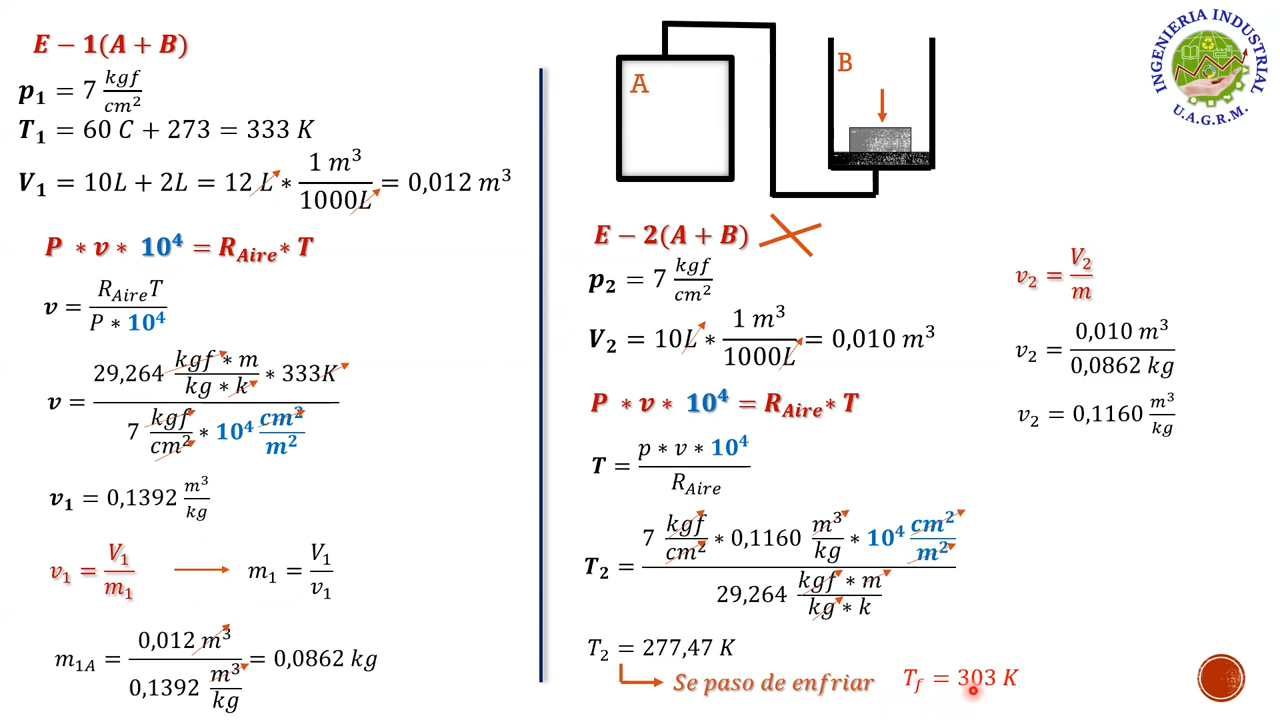 E − 1(A + B)
p₁ = 7 kgf/cm²
T₁ = 60 C + 273 = 333 K
V₁ = 10L + 2L = 12 L ∗ 1 m³/1000L = 0,012 m³
P ∗ v ∗ 10⁴ = R_Aire ∗ T
v = R_Aire T / P ∗ 10⁴
v = 29,264 kgf ∗ m/kg ∗ k ∗ 333K / 7 kgf/cm² ∗ 10⁴ cm²/m²
v₁ = 0,1392 m³/kg
v₁ = V₁/m₁ → m₁ = V₁/v₁
m₁A = 0,012 m³ / 0,1392 m³/kg = 0,0862 kg
A
B
INGENIERIA INDUSTRIAL
U.A.G.R.M.
E − 2(A + B)
p₂ = 7 kgf/cm²
V₂ = 10L ∗ 1 m³/1000L = 0,010 m³
P ∗ v ∗ 10⁴ = R_Aire ∗ T
T = p ∗ v ∗ 10⁴ / R_Aire
T₂ = 7 kgf/cm² ∗ 0,1160 m³/kg ∗ 10⁴ cm²/m² / 29,264 kgf ∗ m/kg ∗ k
T₂ = 277,47 K
Se paso de enfriar
T_f = 303 K
v₂ = V₂/m
v₂ = 0,010 m³ / 0,0862 kg
v₂ = 0,1160 m³/kg